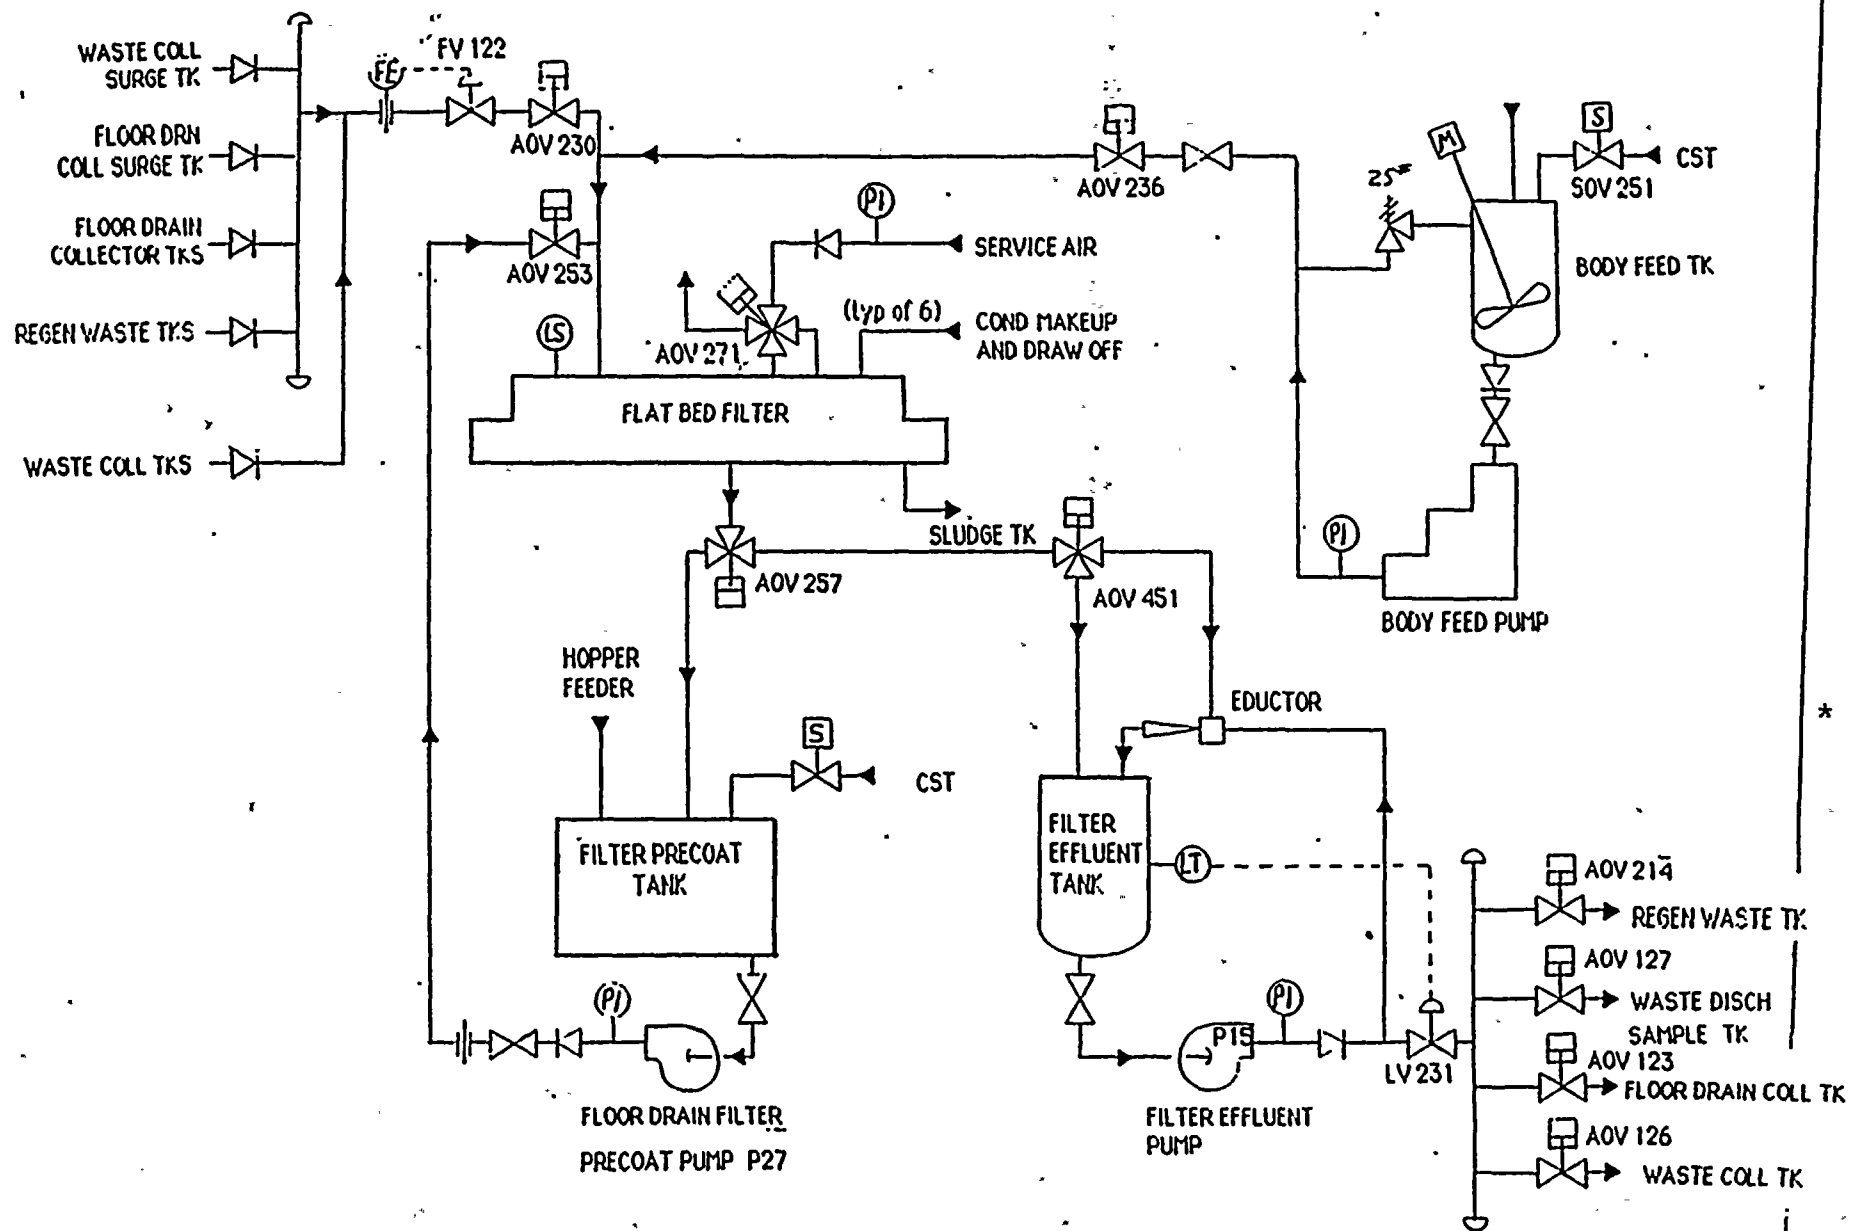 WASTE COLL
SURGE TK
FLOOR DRN
COLL SURGE TK
FLOOR DRAIN
COLLECTOR TKS
REGEN WASTE TKS
WASTE COLL TKS
FE
FV 122
AOV 230
AOV 253
LS
AOV 271
PI
SERVICE AIR
(typ of 6)
COND MAKEUP
AND DRAW OFF
FLAT BED FILTER
SLUDGE TK
AOV 257
AOV 451
AOV 236
25#
M
S
SOV 251
CST
BODY FEED TK
PI
BODY FEED PUMP
HOPPER
FEEDER
S
CST
FILTER PRECOAT
TANK
PI
FLOOR DRAIN FILTER
PRECOAT PUMP P27
EDUCTOR
FILTER
EFFLUENT
TANK
LT
P15
PI
FILTER EFFLUENT
PUMP
LV 231
AOV 214
REGEN WASTE TK
AOV 127
WASTE DISCH
SAMPLE TK
AOV 123
FLOOR DRAIN COLL TK
AOV 126
WASTE COLL TK
*